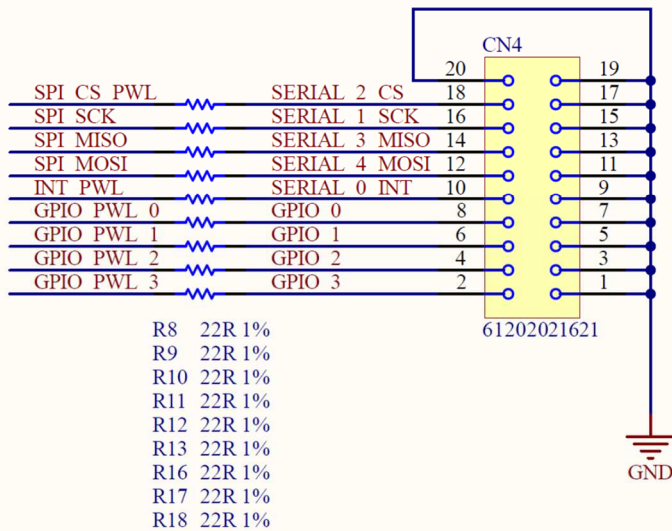 CN4
20 19
SPI CS PWL SERIAL 2 CS 18 17
SPI SCK SERIAL 1 SCK 16 15
SPI MISO SERIAL 3 MISO 14 13
SPI MOSI SERIAL 4 MOSI 12 11
INT PWL SERIAL 0 INT 10 9
GPIO PWL 0 GPIO 0 8 7
GPIO PWL 1 GPIO 1 6 5
GPIO PWL 2 GPIO 2 4 3
GPIO PWL 3 GPIO 3 2 1
61202021621
R8 22R 1%
R9 22R 1%
R10 22R 1%
R11 22R 1%
R12 22R 1%
R13 22R 1%
R16 22R 1%
R17 22R 1%
R18 22R 1%
GND